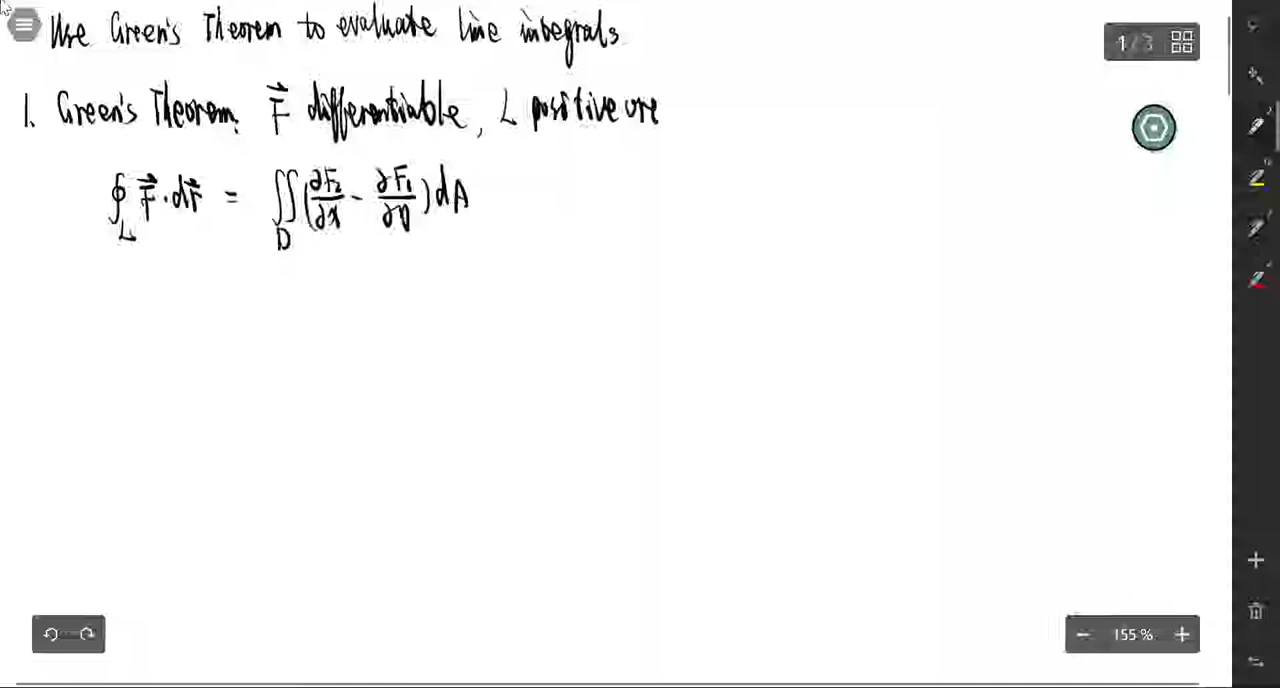 Use Green's Theorem to evaluate line integrals
1 / 3
1. Green's Theorem: F⃗ differentiable, L positive ore
∮_L F⃗ · dr⃗ = ∬_D (∂F₂/∂x − ∂F₁/∂y) dA
155 %